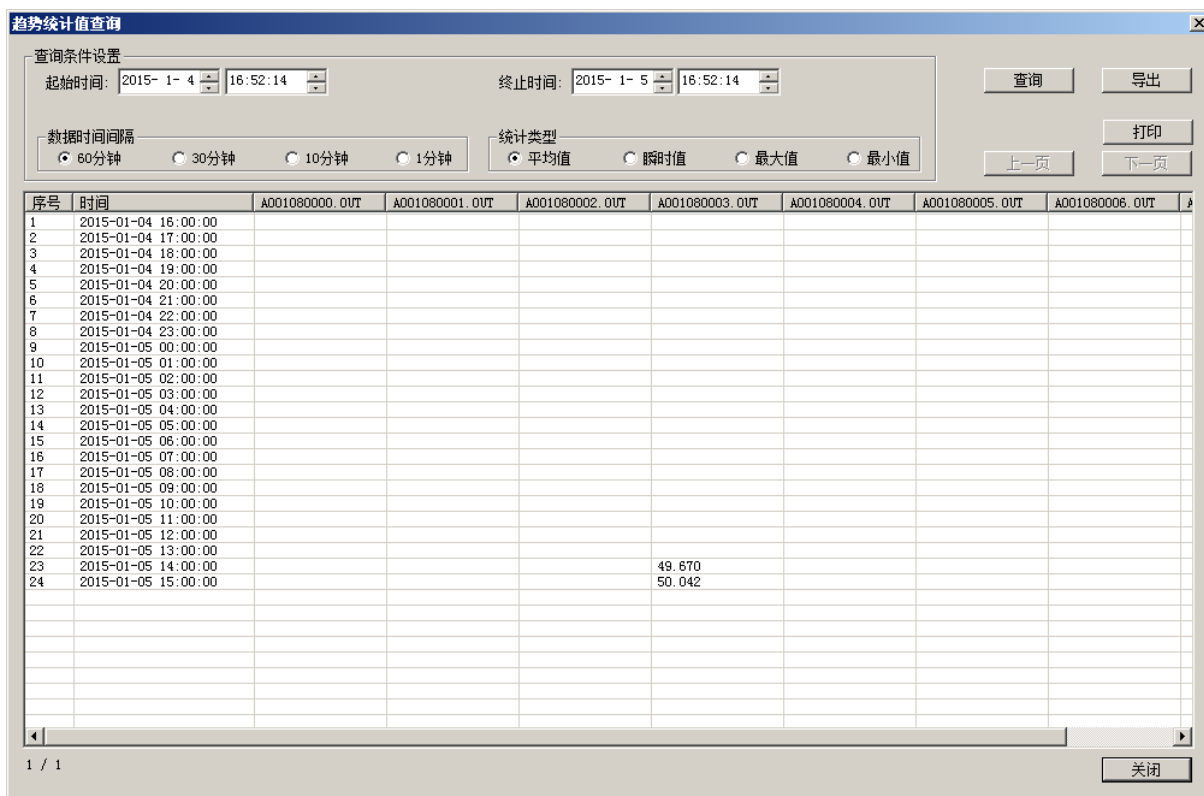 趋势统计值查询
查询条件设置
起始时间: 2015- 1- 4 16:52:14 终止时间: 2015- 1- 5 16:52:14 查询 导出
数据时间间隔 统计类型 打印
60分钟 30分钟 10分钟 1分钟 平均值 瞬时值 最大值 最小值 上一页 下一页
序号 时间 A001080000.OUT A001080001.OUT A001080002.OUT A001080003.OUT A001080004.OUT A001080005.OUT A001080006.OUT
1 2015-01-04 16:00:00
2 2015-01-04 17:00:00
3 2015-01-04 18:00:00
4 2015-01-04 19:00:00
5 2015-01-04 20:00:00
6 2015-01-04 21:00:00
7 2015-01-04 22:00:00
8 2015-01-04 23:00:00
9 2015-01-05 00:00:00
10 2015-01-05 01:00:00
11 2015-01-05 02:00:00
12 2015-01-05 03:00:00
13 2015-01-05 04:00:00
14 2015-01-05 05:00:00
15 2015-01-05 06:00:00
16 2015-01-05 07:00:00
17 2015-01-05 08:00:00
18 2015-01-05 09:00:00
19 2015-01-05 10:00:00
20 2015-01-05 11:00:00
21 2015-01-05 12:00:00
22 2015-01-05 13:00:00
23 2015-01-05 14:00:00 49.670
24 2015-01-05 15:00:00 50.042
1 / 1 关闭